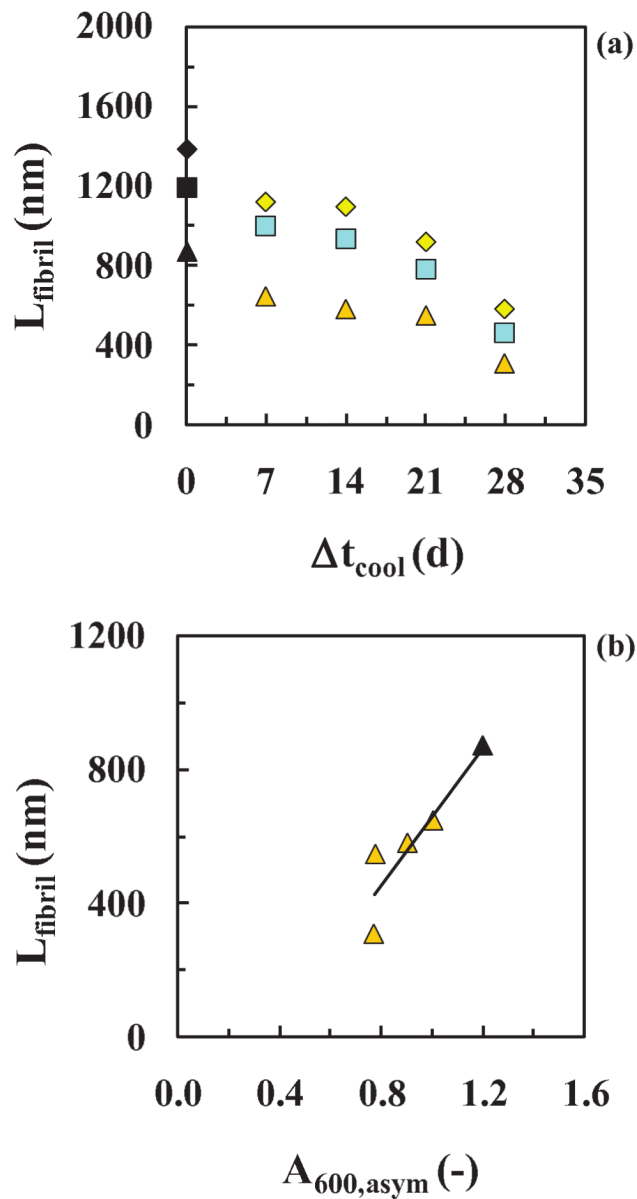 (a)
2000
1600
1200
800
400
0
L_fibril (nm)
0 7 14 21 28 35
Δt_cool (d)
(b)
1200
800
400
0
L_fibril (nm)
0.0 0.4 0.8 1.2 1.6
A_600,asym (-)